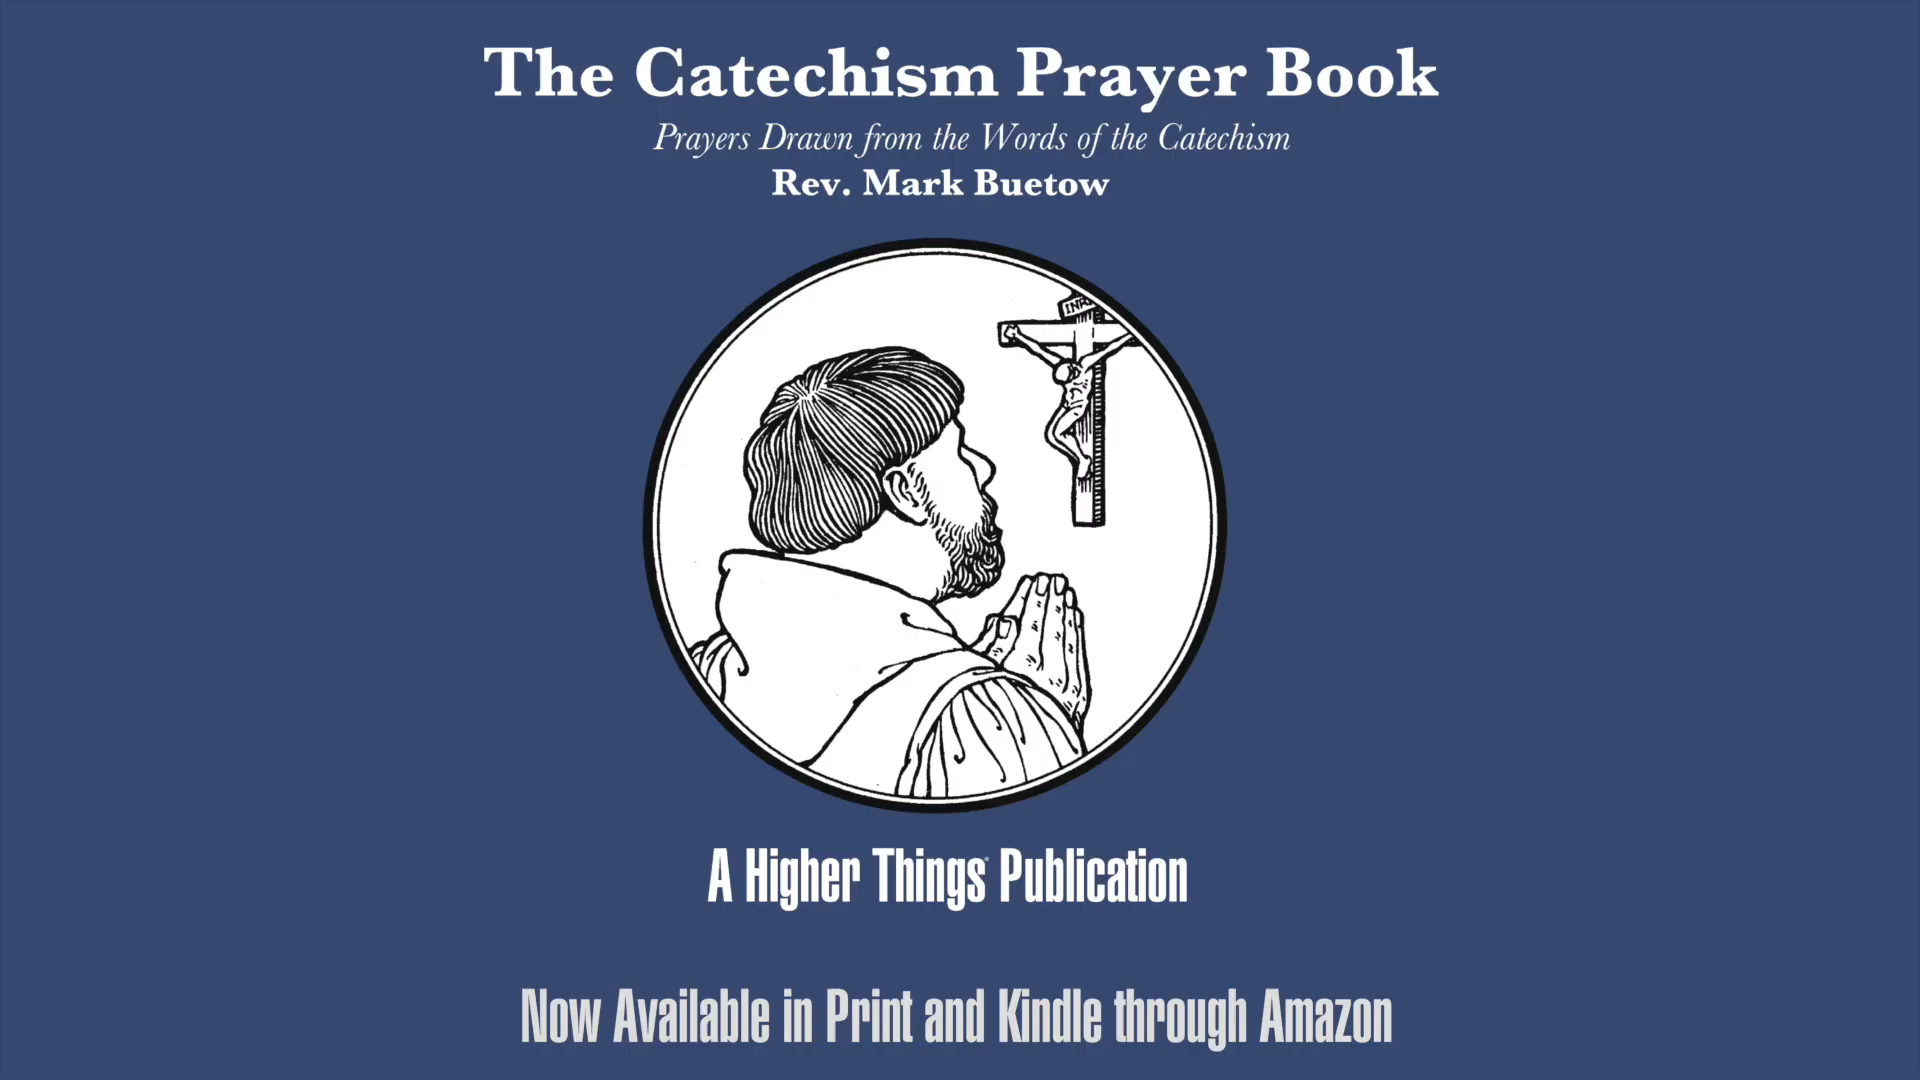 The Catechism Prayer Book
Prayers Drawn from the Words of the Catechism
Rev. Mark Buetow
INRI
A Higher Things® Publication
Now Available in Print and Kindle through Amazon